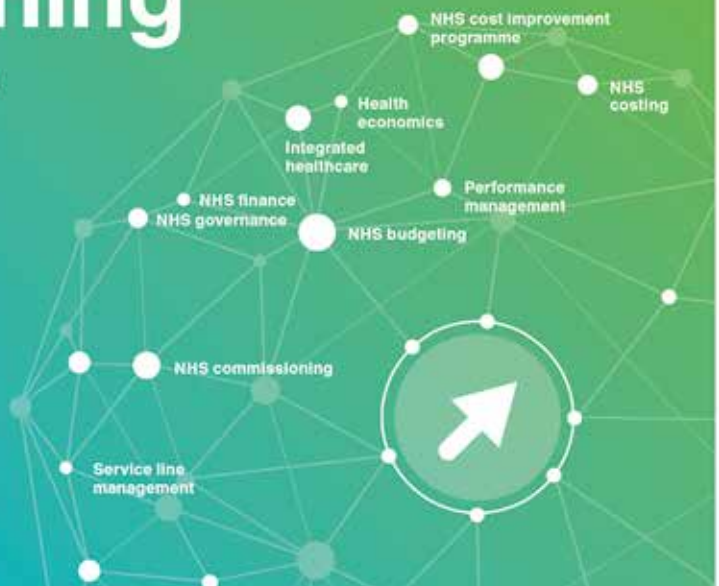 NHS cost improvement
programme
NHS
costing
Health
economics
Integrated
healthcare
Performance
management
NHS finance
NHS governance
NHS budgeting
NHS commissioning
Service line
management